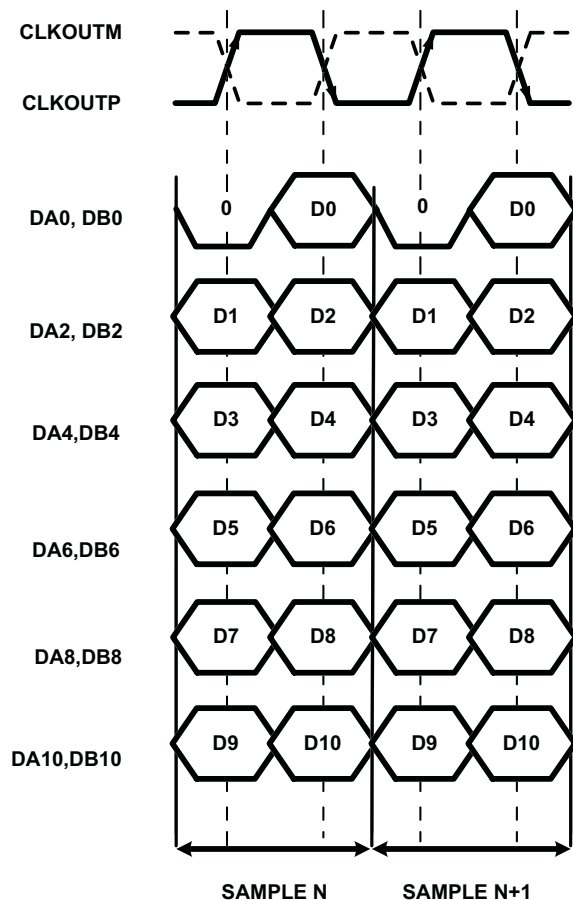 CLKOUTM
CLKOUTP
DA0, DB0
0 D0 0 D0
DA2, DB2
D1 D2 D1 D2
DA4,DB4
D3 D4 D3 D4
DA6,DB6
D5 D6 D5 D6
DA8,DB8
D7 D8 D7 D8
DA10,DB10
D9 D10 D9 D10
SAMPLE N SAMPLE N+1